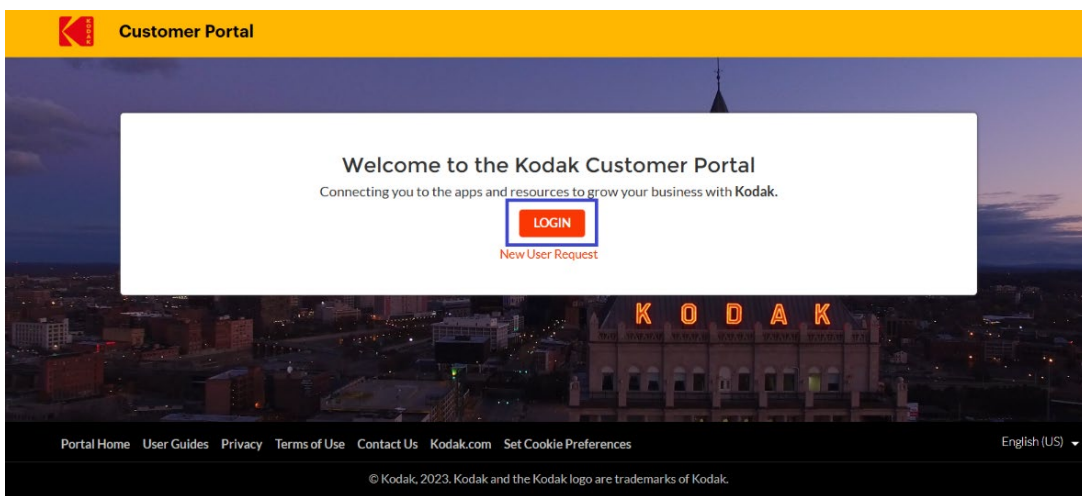 KODAK
Customer Portal
Welcome to the Kodak Customer Portal
Connecting you to the apps and resources to grow your business with Kodak.
LOGIN
New User Request
KODAK
Portal Home User Guides Privacy Terms of Use Contact Us Kodak.com Set Cookie Preferences English (US)
© Kodak, 2023. Kodak and the Kodak logo are trademarks of Kodak.